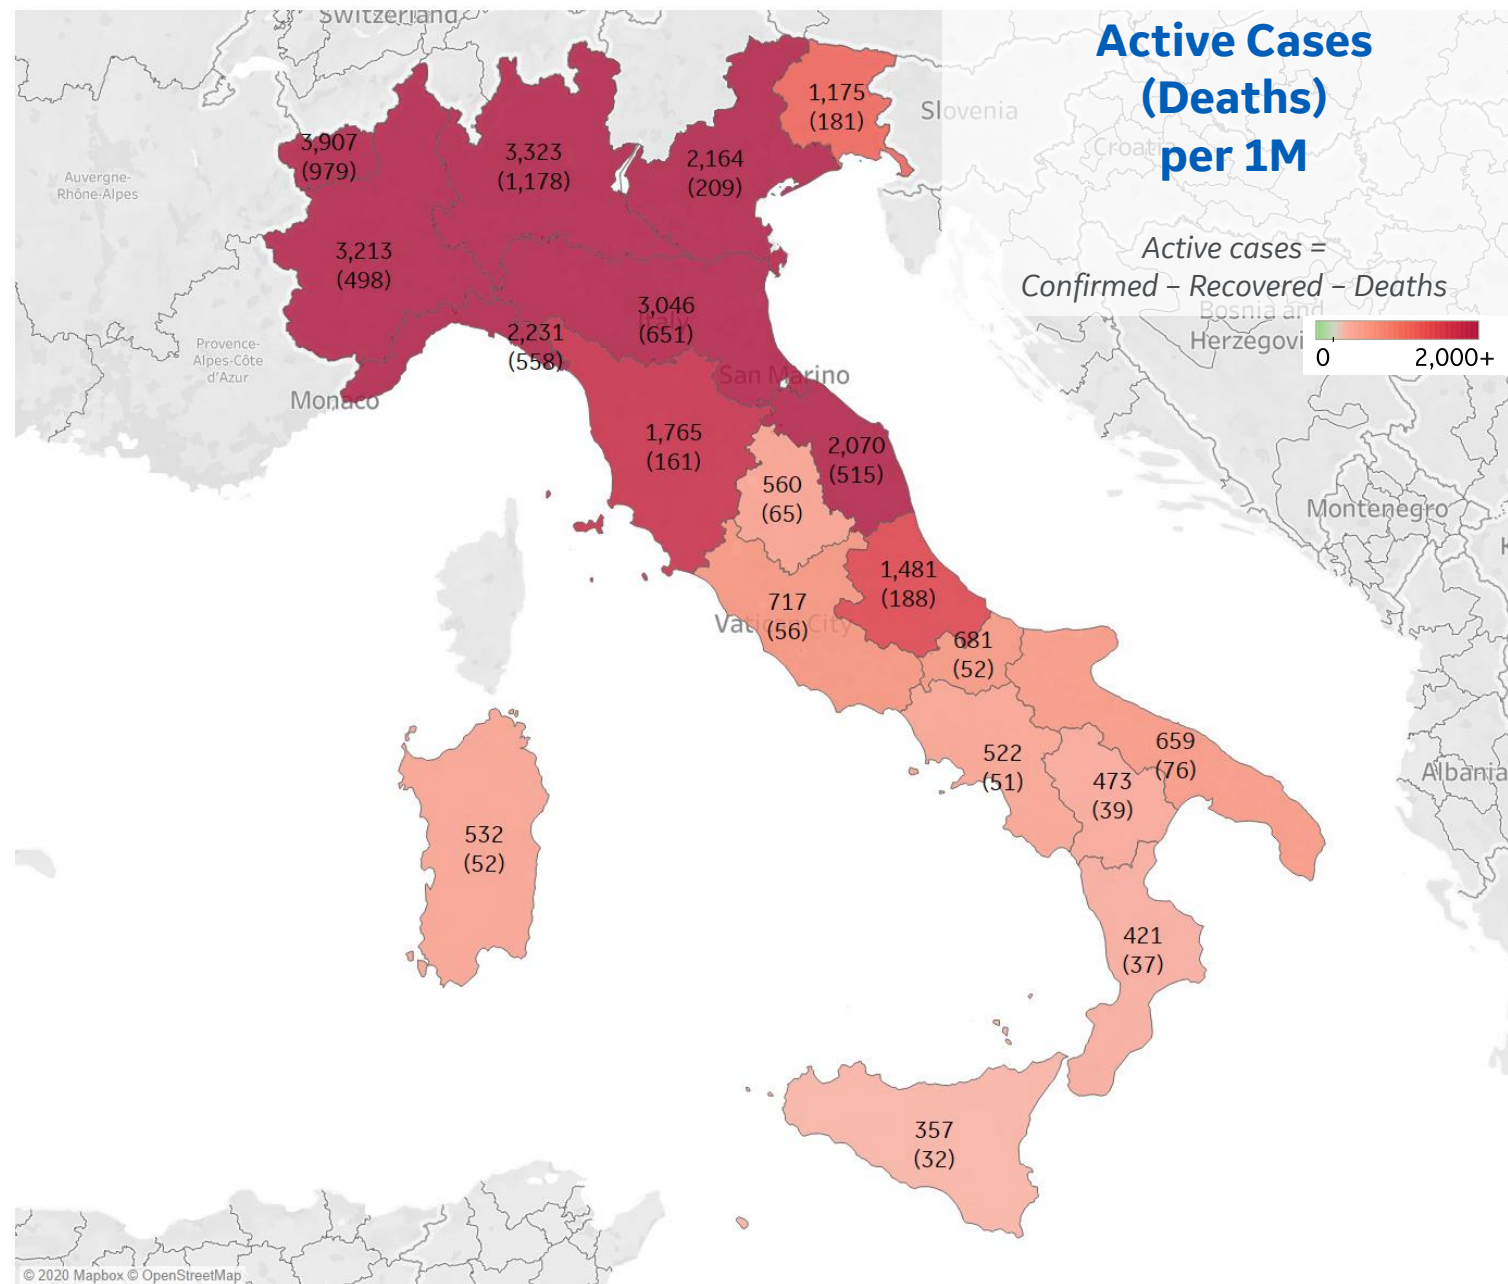 Switzerland
Active Cases
(Deaths)
per 1M
1,175
(181)
Slovenia
Croatia
3,907
(979)
3,323
(1,178)
2,164
(209)
Auvergne-
Rhône-Alpes
3,213
(498)
Active cases =
Confirmed – Recovered – Deaths
Bosnia and
Herzegovi
0
2,000+
3,046
Italy
(651)
2,231
(558)
Provence-
Alpes-Côte
d'Azur
San Marino
Monaco
1,765
(161)
2,070
(515)
560
(65)
Montenegro
1,481
(188)
717
(56)
Vatican City
681
(52)
659
(76)
522
(51)
473
(39)
Albania
532
(52)
421
(37)
357
(32)
© 2020 Mapbox © OpenStreetMap